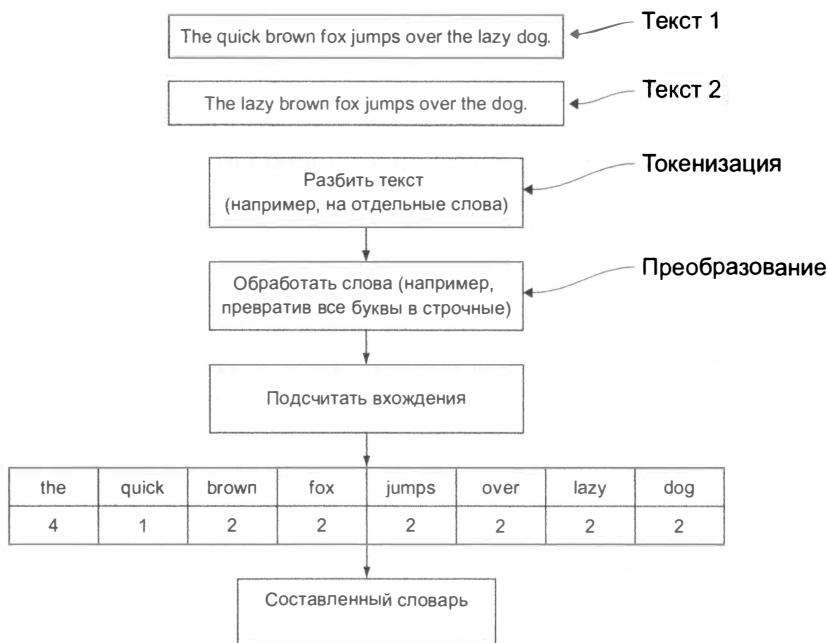 The quick brown fox jumps over the lazy dog.
Текст 1
The lazy brown fox jumps over the dog.
Текст 2
Токенизация
Разбить текст
(например, на отдельные слова)
Преобразование
Обработать слова (например,
превратив все буквы в строчные)
Подсчитать вхождения
the quick brown fox jumps over lazy dog
4 1 2 2 2 2 2 2
Составленный словарь